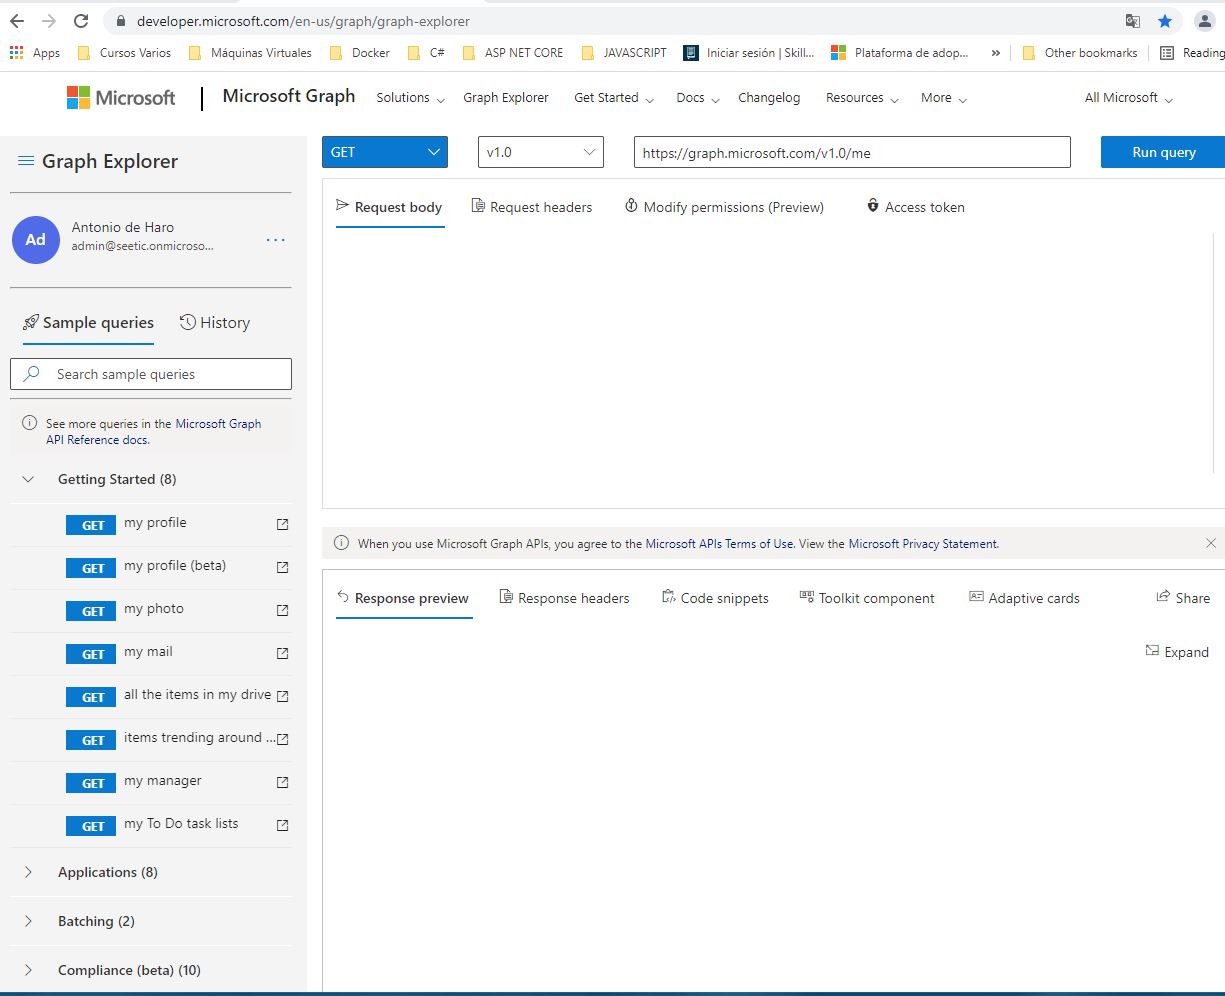 developer.microsoft.com/en-us/graph/graph-explorer
Apps Cursos Varios Máquinas Virtuales Docker C# ASP NET CORE JAVASCRIPT Iniciar sesión | Skill... Plataforma de adop... » Other bookmarks Reading
Microsoft | Microsoft Graph Solutions Graph Explorer Get Started Docs Changelog Resources More All Microsoft
Graph Explorer
Ad
Antonio de Haro
admin@seetic.onmicroso...
...
Sample queries History
Search sample queries
See more queries in the Microsoft Graph
API Reference docs.
Getting Started (8)
GET my profile
GET my profile (beta)
GET my photo
GET my mail
GET all the items in my drive
GET items trending around ...
GET my manager
GET my To Do task lists
Applications (8)
Batching (2)
Compliance (beta) (10)
GET v1.0 https://graph.microsoft.com/v1.0/me Run query
Request body Request headers Modify permissions (Preview) Access token
When you use Microsoft Graph APIs, you agree to the Microsoft APIs Terms of Use. View the Microsoft Privacy Statement.
Response preview Response headers Code snippets Toolkit component Adaptive cards Share
Expand